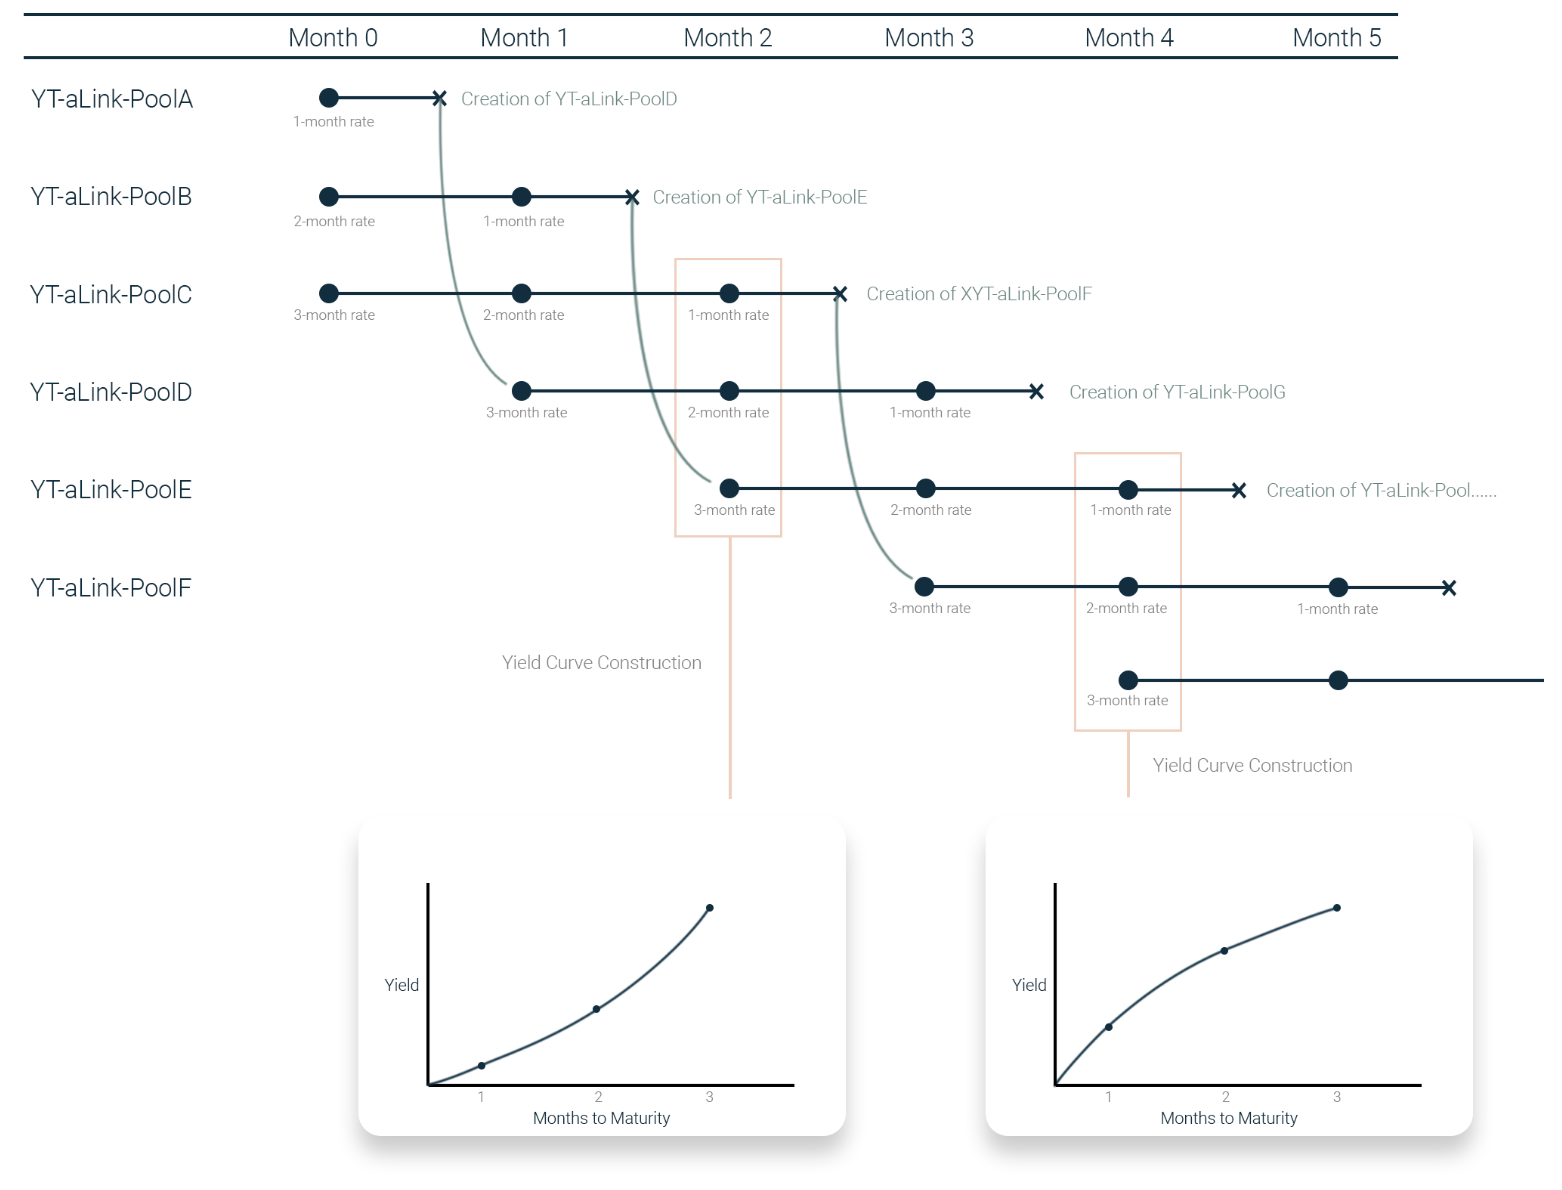 Month 0 Month 1 Month 2 Month 3 Month 4 Month 5
YT-aLink-PoolA Creation of YT-aLink-PoolD
1-month rate
YT-aLink-PoolB Creation of YT-aLink-PoolE
2-month rate 1-month rate
YT-aLink-PoolC Creation of XYT-aLink-PoolF
3-month rate 2-month rate 1-month rate
YT-aLink-PoolD Creation of YT-aLink-PoolG
3-month rate 2-month rate 1-month rate
YT-aLink-PoolE Creation of YT-aLink-Pool......
3-month rate 2-month rate 1-month rate
YT-aLink-PoolF
3-month rate 2-month rate 1-month rate
Yield Curve Construction
3-month rate
Yield Curve Construction
Yield
1 2 3
Months to Maturity
Yield
1 2 3
Months to Maturity